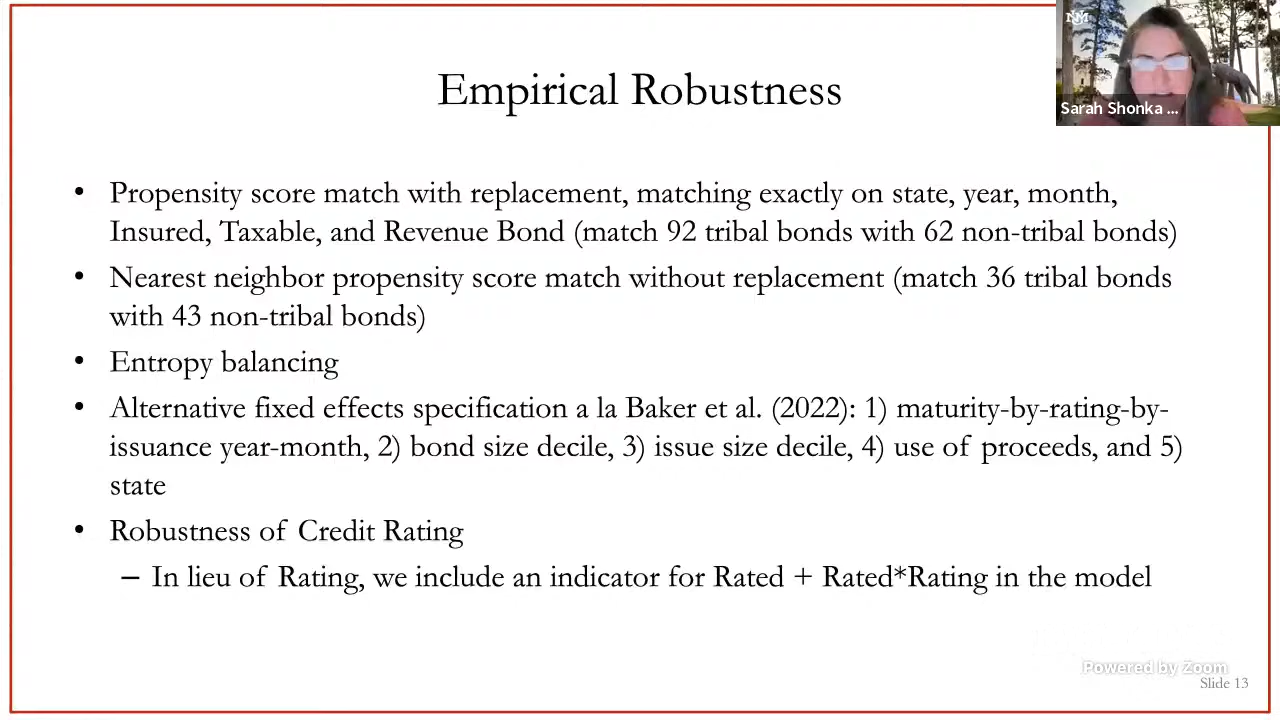 Empirical Robustness
NM
Sarah Shonka ...
• Propensity score match with replacement, matching exactly on state, year, month,
Insured, Taxable, and Revenue Bond (match 92 tribal bonds with 62 non-tribal bonds)
• Nearest neighbor propensity score match without replacement (match 36 tribal bonds
with 43 non-tribal bonds)
• Entropy balancing
• Alternative fixed effects specification a la Baker et al. (2022): 1) maturity-by-rating-by-
issuance year-month, 2) bond size decile, 3) issue size decile, 4) use of proceeds, and 5)
state
• Robustness of Credit Rating
– In lieu of Rating, we include an indicator for Rated + Rated*Rating in the model
Powered by Zoom
Slide 13